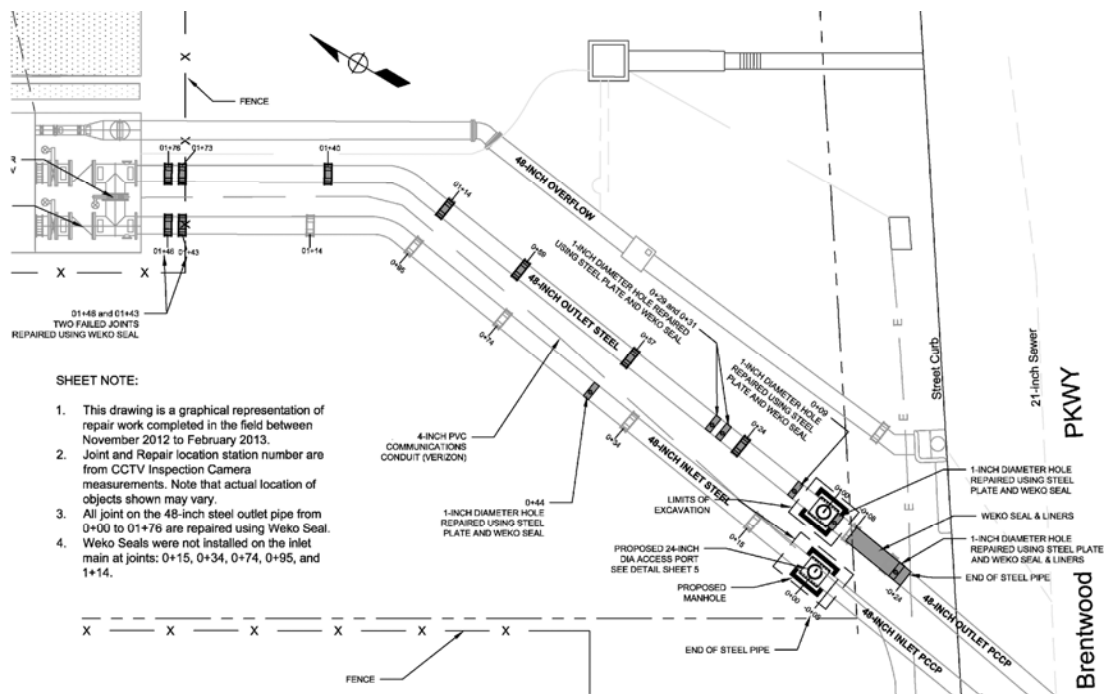 FENCE
01+76
01+73
01+40
01+14
48-INCH OVERFLOW
01+46
01+43
01+14
0+95
0+69
48-INCH OUTLET STEEL
1-INCH DIAMETER HOLE REPAIRED
USING STEEL PLATE AND WEKO SEAL
0+29 and 0+31
01+46 and 01+43
TWO FAILED JOINTS
REPAIRED USING WEKO SEAL
0+74
0+57
1-INCH DIAMETER HOLE
REPAIRED USING STEEL
PLATE AND WEKO SEAL
0+09
E
E
E
Street Curb
21-inch Sewer
PKWY
Brentwood
SHEET NOTE:
1. This drawing is a graphical representation of
repair work completed in the field between
November 2012 to February 2013.
2. Joint and Repair location station number are
from CCTV Inspection Camera
measurements. Note that actual location of
objects shown may vary.
3. All joint on the 48-inch steel outlet pipe from
0+00 to 01+76 are repaired using Weko Seal.
4. Weko Seals were not installed on the inlet
main at joints: 0+15, 0+34, 0+74, 0+95, and
1+14.
4-INCH PVC
COMMUNICATIONS
CONDUIT (VERIZON)
0+34
0+24
48-INCH INLET STEEL
0+44
1-INCH DIAMETER HOLE
REPAIRED USING STEEL
PLATE AND WEKO SEAL
LIMITS OF
EXCAVATION
0+15
0+00
-0+08
1-INCH DIAMETER HOLE
REPAIRED USING STEEL
PLATE AND WEKO SEAL
WEKO SEAL & LINERS
1-INCH DIAMETER HOLE
REPAIRED USING STEEL PLATE
AND WEKO SEAL & LINERS
END OF STEEL PIPE
-0+24
PROPOSED 24-INCH
DIA ACCESS PORT
SEE DETAIL SHEET 5
PROPOSED
MANHOLE
0+00
END OF STEEL PIPE
48-INCH INLET PCCP
48-INCH OUTLET PCCP
X X X X X X
FENCE